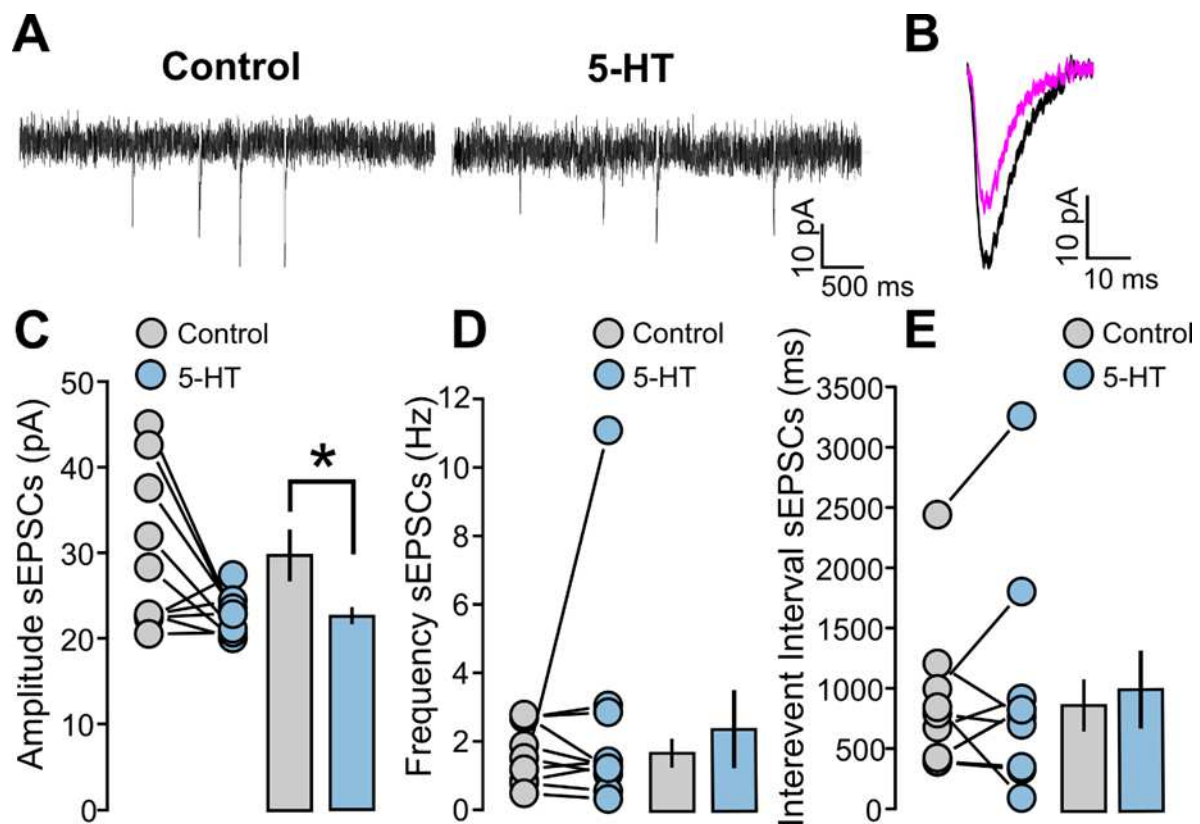 A
B
Control
5-HT
10 pA
500 ms
10 pA
10 ms
C
Control
5-HT
Amplitude sEPSCs (pA)
50
40
30
20
10
0
*
D
Control
5-HT
Frequency sEPSCs (Hz)
12
10
8
6
4
2
0
E
Control
5-HT
Interevent Interval sEPSCs (ms)
3500
3000
2500
2000
1500
1000
500
0